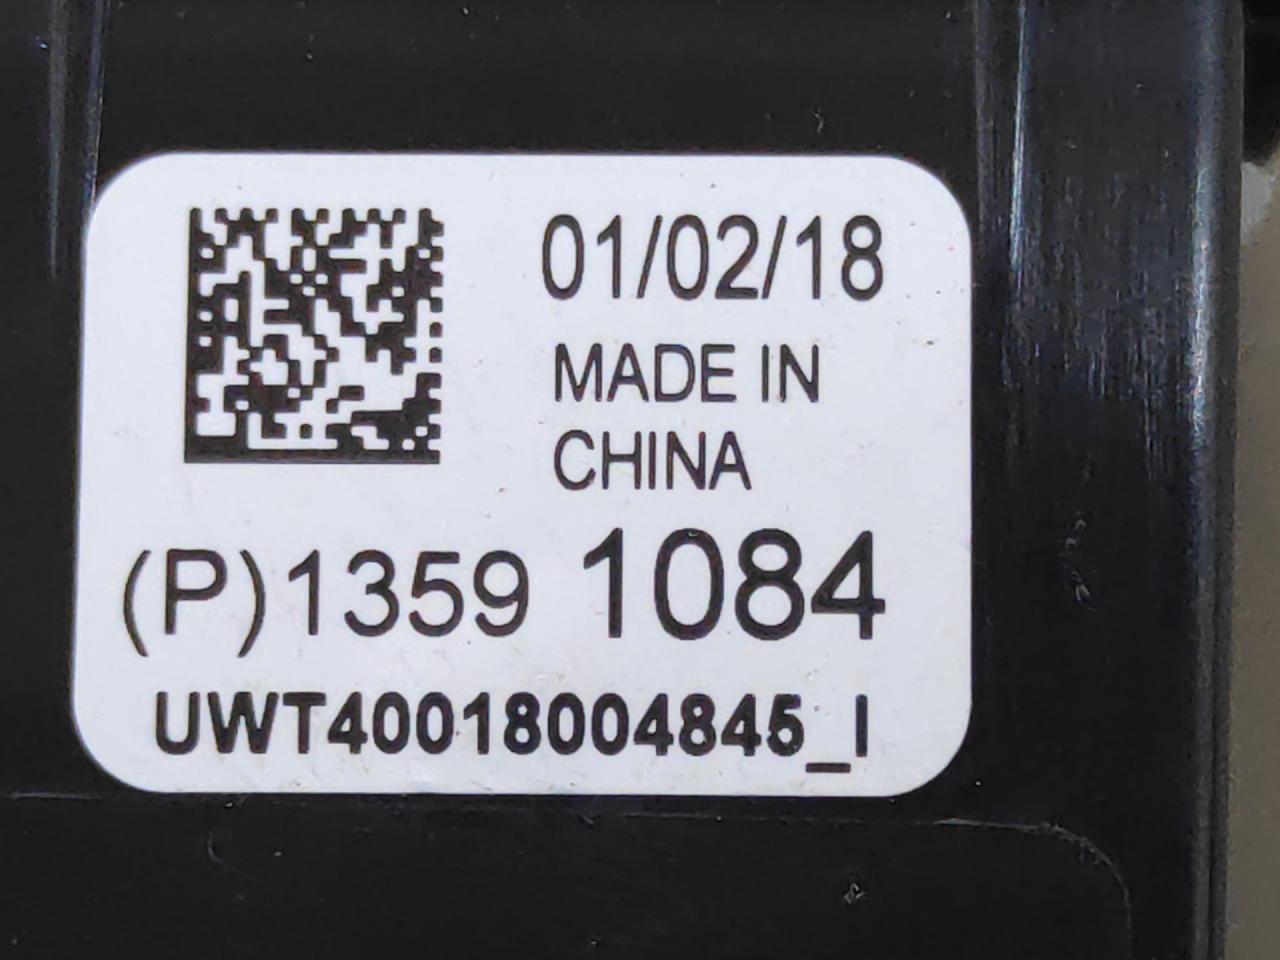 01/02/18
MADE IN
CHINA
(P)1359 1084
UWT40018004845_I